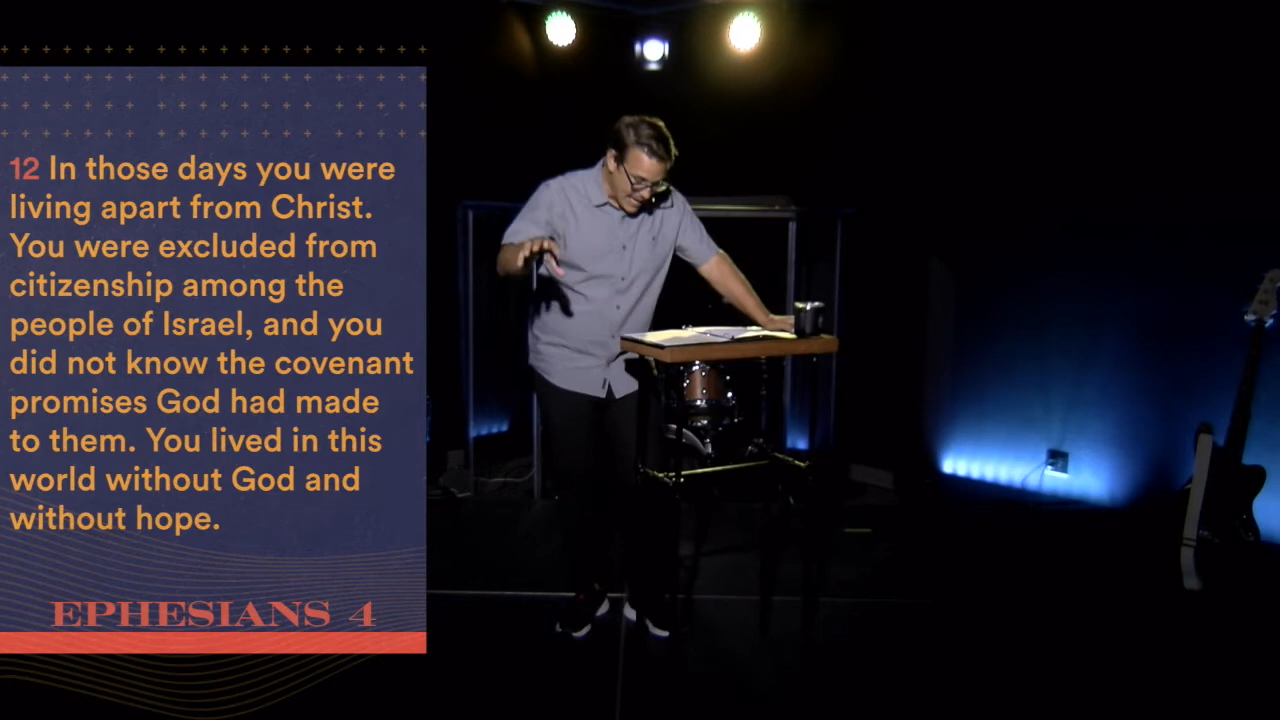 12 In those days you were
living apart from Christ.
You were excluded from
citizenship among the
people of Israel, and you
did not know the covenant
promises God had made
to them. You lived in this
world without God and
without hope.
EPHESIANS 4